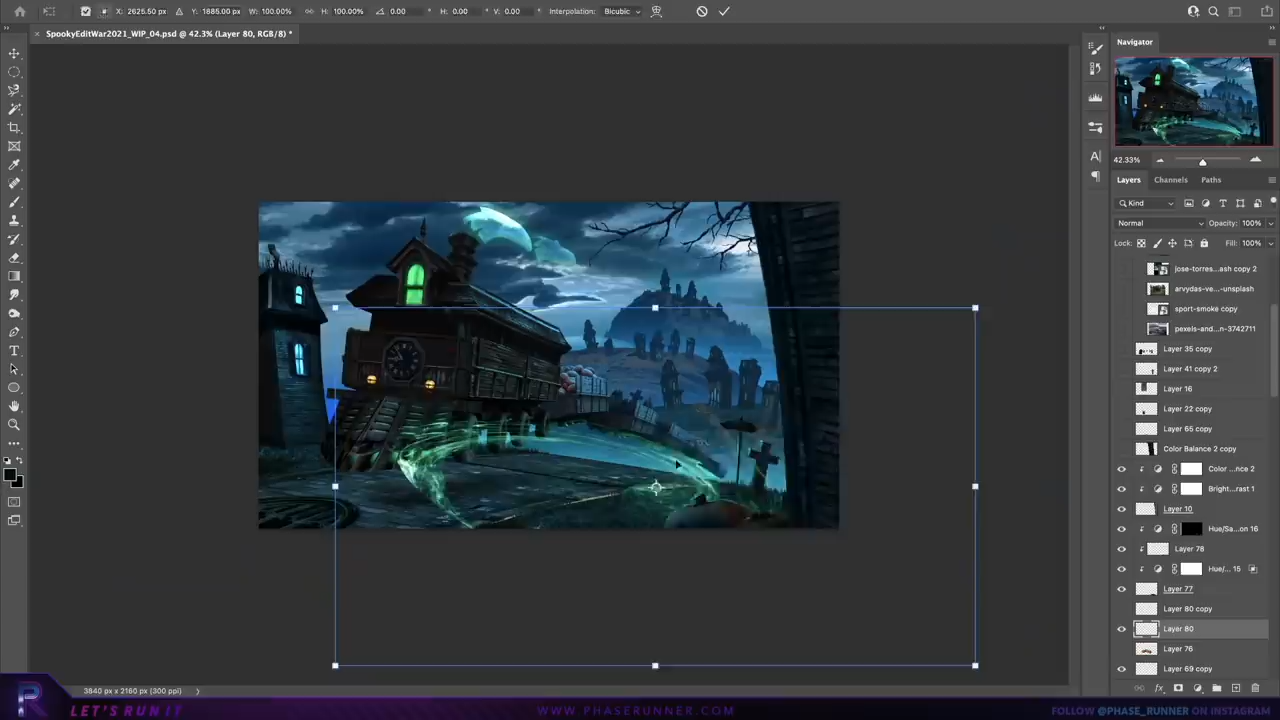 X: 2625.50 px Y: 1885.00 px W: 100.00% H: 100.00% 0.00 ° H: 0.00 ° V: 0.00 ° Interpolation: Bicubic
× SpookyEditWar2021_WIP_04.psd @ 42.3% (Layer 80, RGB/8) *
Navigator
42.33%
Layers Channels Paths
Kind
Normal Opacity: 100%
Lock: Fill: 100%
jose-torres...ash copy 2
arvydas-ve...-unsplash
sport-smoke copy
pexels-and...n-3742711
Layer 35 copy
Layer 41 copy 2
Layer 16
Layer 22 copy
Layer 65 copy
Color Balance 2 copy
Color ...nce 2
Bright...rast 1
Layer 10
Hue/Sa...on 16
Layer 78
Hue/... 15
Layer 77
Layer 80 copy
Layer 80
Layer 76
Layer 69 copy
3840 px x 2160 px (300 ppi)
LET'S RUN IT
WWW.PHASERUNNER.COM
FOLLOW @PHASE_RUNNER ON INSTAGRAM